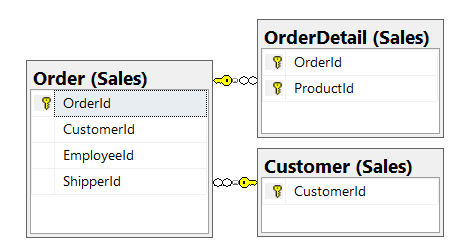 Order (Sales)
OrderId
CustomerId
EmployeeId
ShipperId
OrderDetail (Sales)
OrderId
ProductId
Customer (Sales)
CustomerId